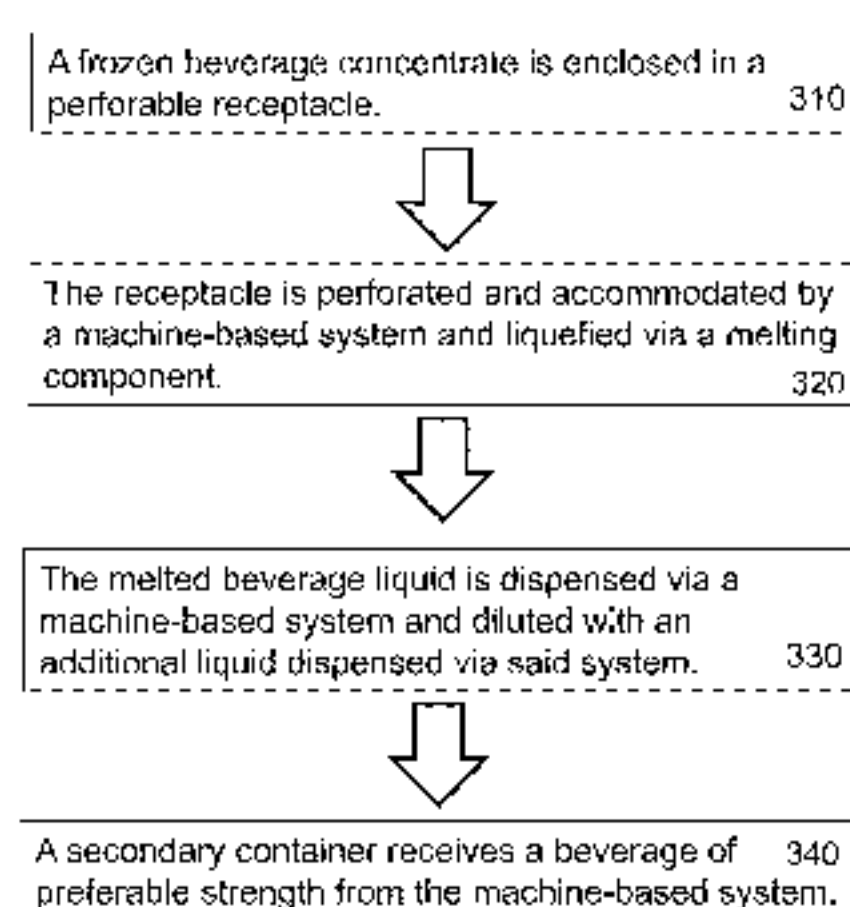 A frozen beverage concentrate is enclosed in a
perforable receptacle.
310
The receptacle is perforated and accommodated by
a machine-based system and liquefied via a melting
component.
320
The melted beverage liquid is dispensed via a
machine-based system and diluted with an
additional liquid dispensed via said system.
330
A secondary container receives a beverage of 340
preferable strength from the machine-based system.